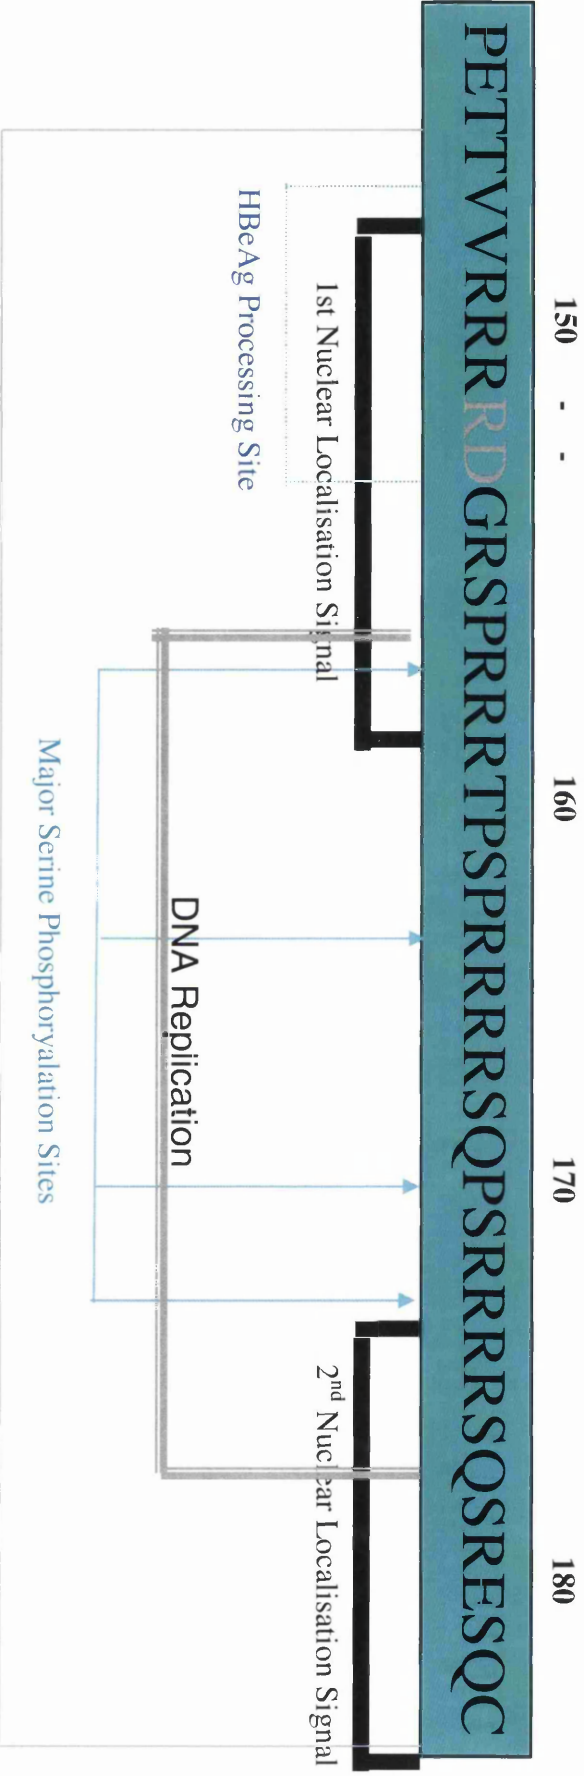 150 - - 160 170 180
PETTVVRRRRDGRSPRRRTPSPRRRRSQPSRRRRSQSRESQC
1st Nuclear Localisation Signal
2nd Nuclear Localisation Signal
HBeAg Processing Site
DNA Replication
Major Serine Phosphoryalation Sites